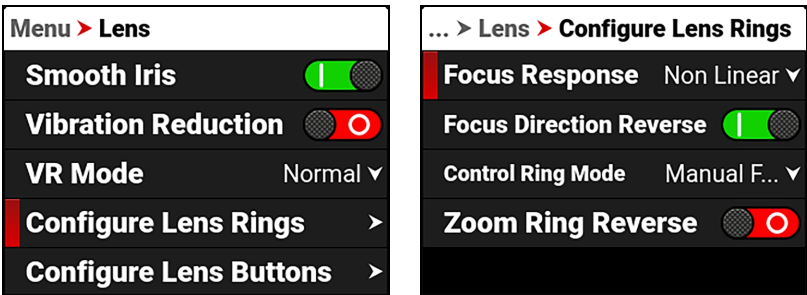 Menu ➤ Lens
Smooth Iris
Vibration Reduction
VR Mode Normal
Configure Lens Rings
Configure Lens Buttons
... ➤ Lens ➤ Configure Lens Rings
Focus Response Non Linear
Focus Direction Reverse
Control Ring Mode Manual F...
Zoom Ring Reverse